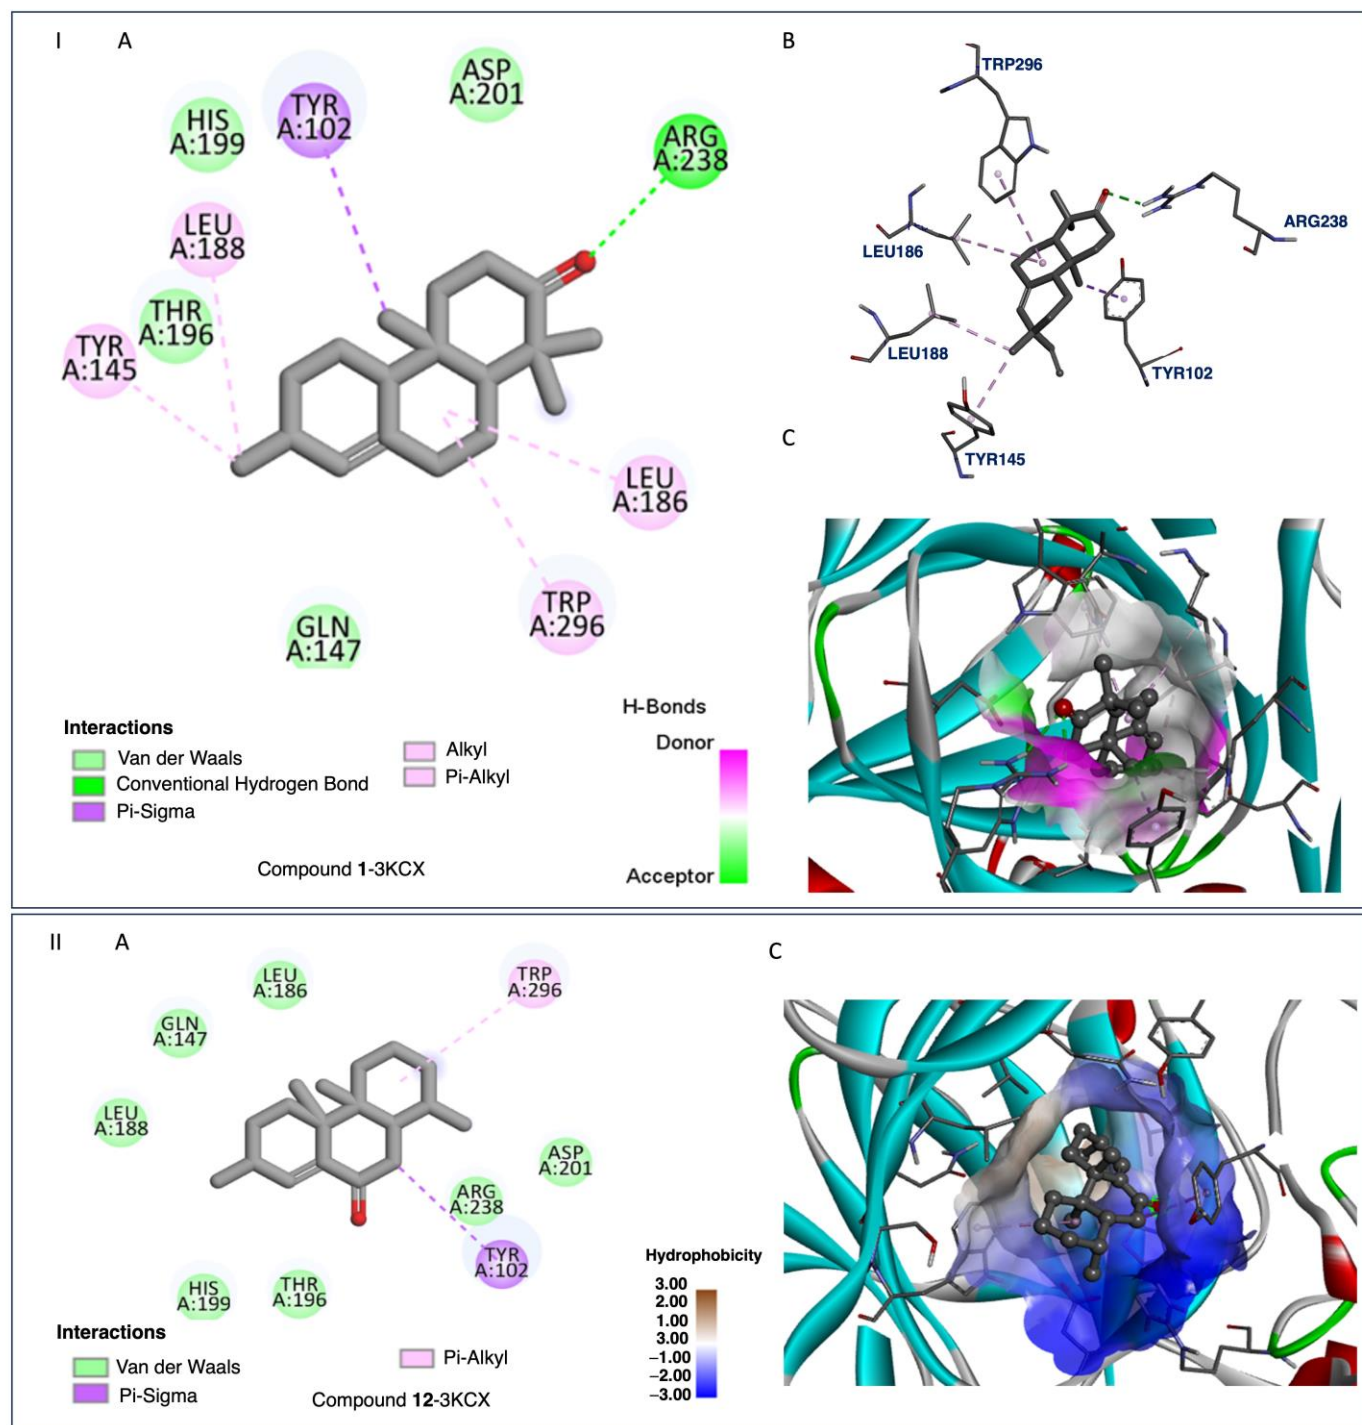 I
A
ASP
A:201
TYR
A:102
HIS
A:199
ARG
A:238
LEU
A:188
THR
A:196
TYR
A:145
LEU
A:186
TRP
A:296
GLN
A:147
Interactions
Van der Waals
Conventional Hydrogen Bond
Pi-Sigma
Alkyl
Pi-Alkyl
Compound 1-3KCX
H-Bonds
Donor
Acceptor
B
TRP296
LEU186
ARG238
LEU188
TYR102
TYR145
C
II
A
LEU
A:186
TRP
A:296
GLN
A:147
LEU
A:188
ASP
A:201
ARG
A:238
TYR
A:102
HIS
A:199
THR
A:196
Interactions
Van der Waals
Pi-Sigma
Pi-Alkyl
Compound 12-3KCX
Hydrophobicity
3.00
2.00
1.00
3.00
−1.00
−2.00
−3.00
C